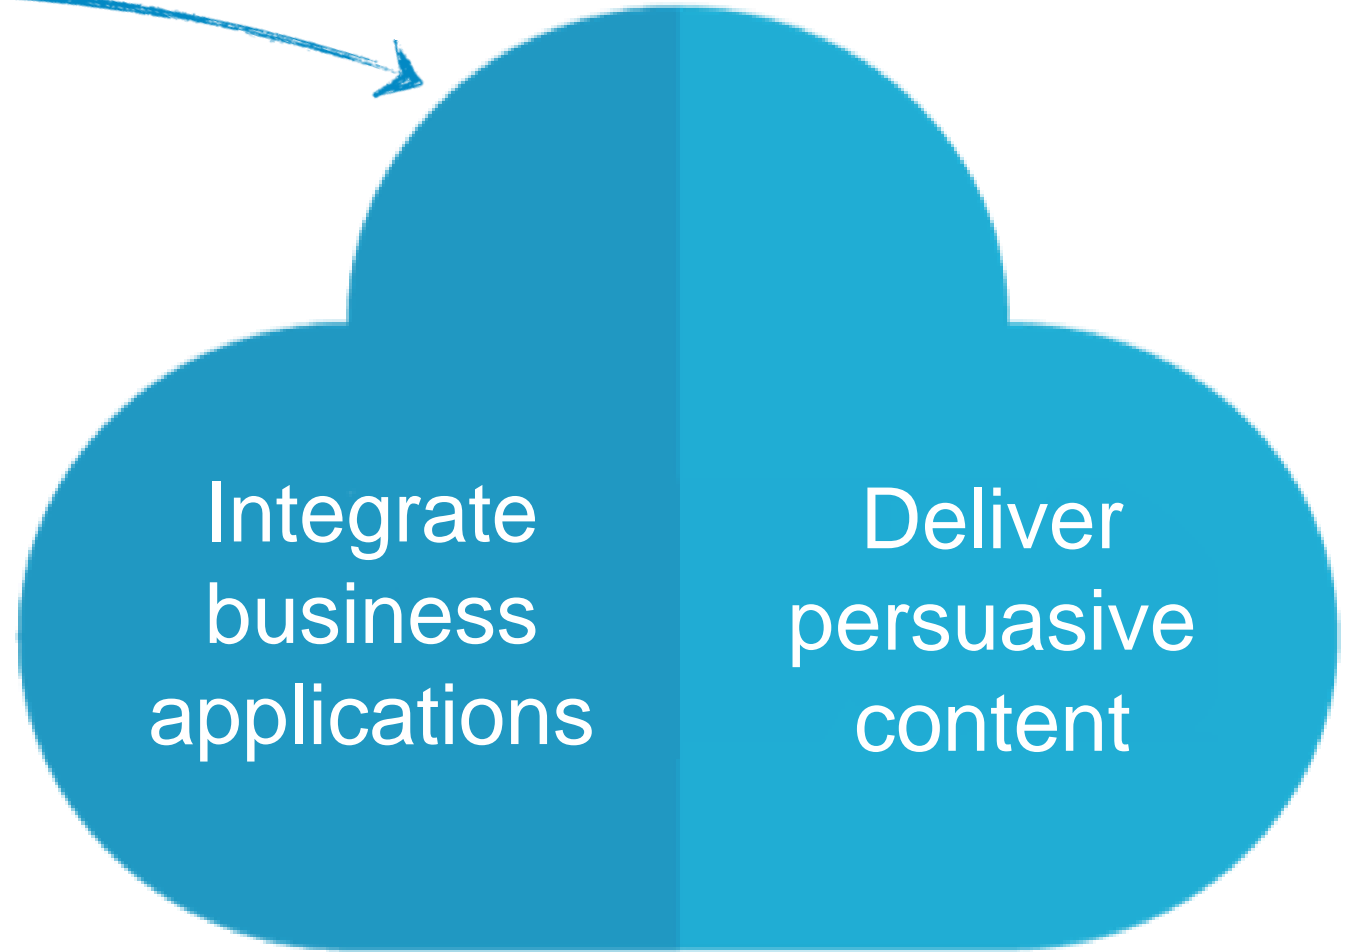 Integrate
business
applications
Deliver
persuasive
content